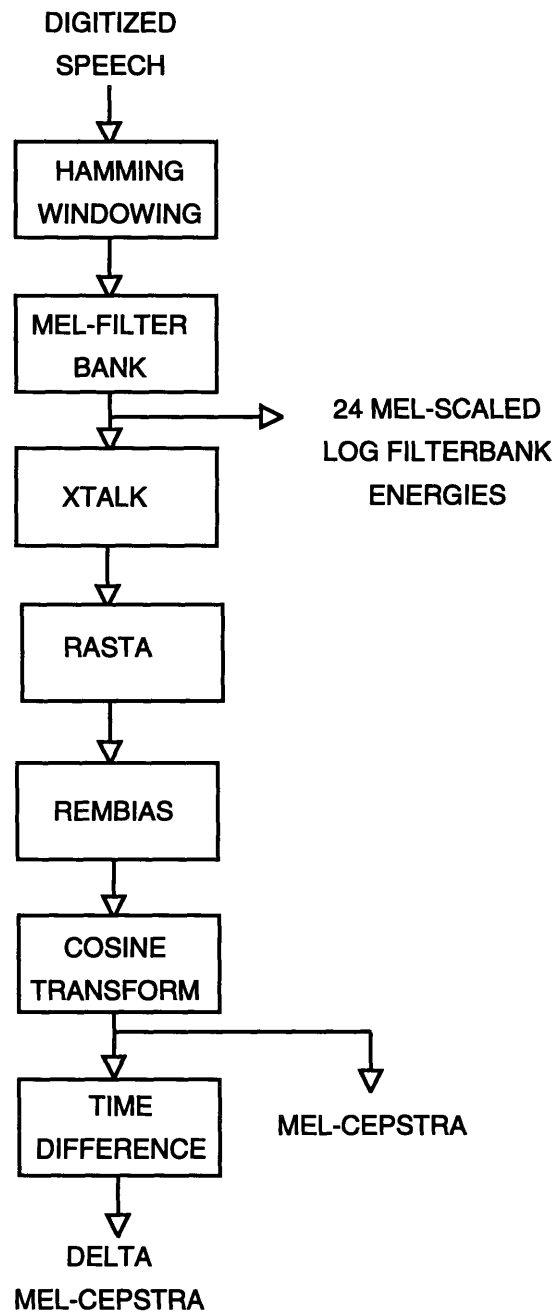 DIGITIZED
SPEECH
HAMMING
WINDOWING
MEL-FILTER
BANK
24 MEL-SCALED
LOG FILTERBANK
ENERGIES
XTALK
RASTA
REMBIAS
COSINE
TRANSFORM
TIME
DIFFERENCE
MEL-CEPSTRA
DELTA
MEL-CEPSTRA